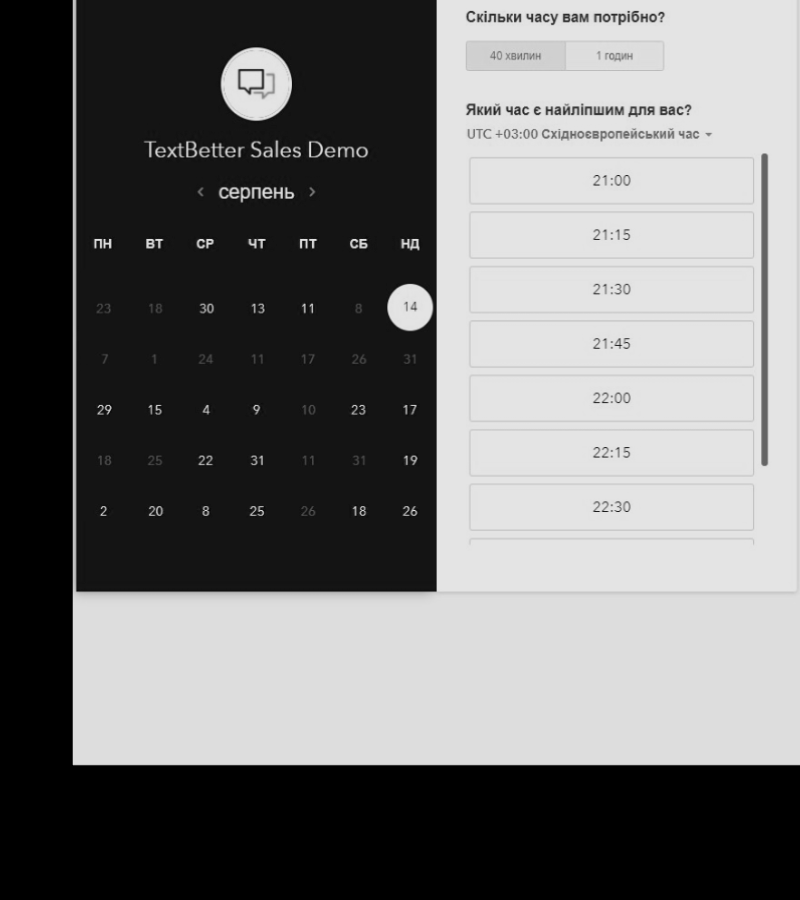 TextBetter Sales Demo
‹ серпень ›
ПН ВТ СР ЧТ ПТ СБ НД
23 18 30 13 11 8 14
7 1 24 11 17 26 31
29 15 4 9 10 23 17
18 25 22 31 11 31 19
2 20 8 25 26 18 26
Скільки часу вам потрібно?
40 хвилин 1 годин
Який час є найліпшим для вас?
UTC +03:00 Східноєвропейський час
21:00
21:15
21:30
21:45
22:00
22:15
22:30